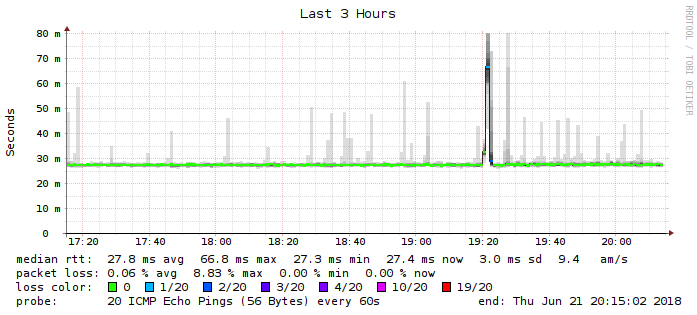 Last 3 Hours
RRDTOOL / TOBI OETIKER
Seconds
80 m
70 m
60 m
50 m
40 m
30 m
20 m
10 m
0
17:20 17:40 18:00 18:20 18:40 19:00 19:20 19:40 20:00
median rtt: 27.8 ms avg 66.8 ms max 27.3 ms min 27.4 ms now 3.0 ms sd 9.4 am/s
packet loss: 0.06 % avg 8.83 % max 0.00 % min 0.00 % now
loss color: 0 1/20 2/20 3/20 4/20 10/20 19/20
probe: 20 ICMP Echo Pings (56 Bytes) every 60s end: Thu Jun 21 20:15:02 2018